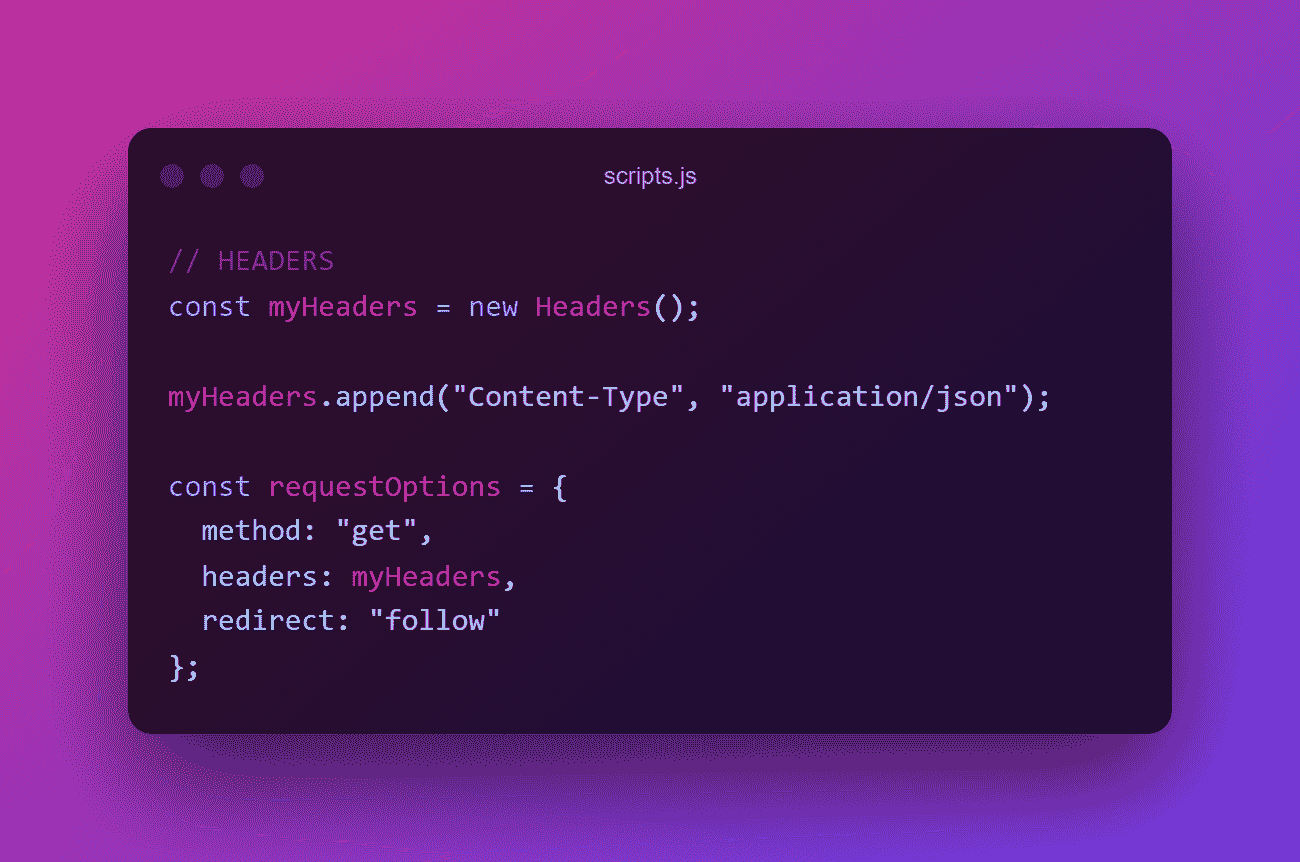 scripts.js
// HEADERS
const myHeaders = new Headers();
myHeaders.append("Content-Type", "application/json");
const requestOptions = {
  method: "get",
  headers: myHeaders,
  redirect: "follow"
};